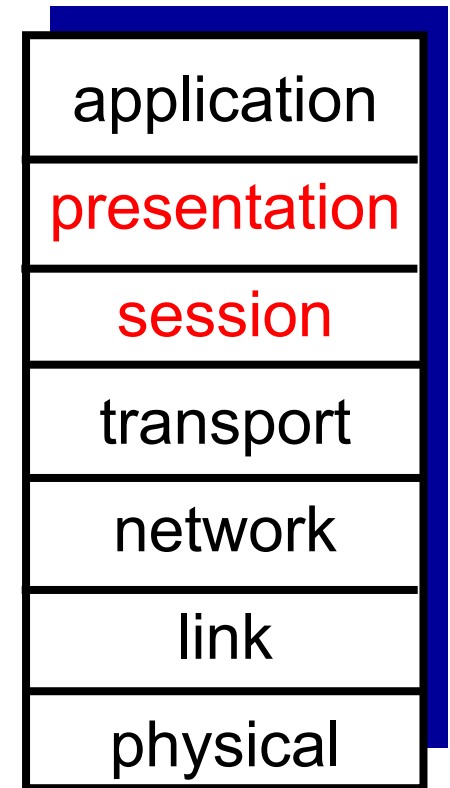 application
presentation
session
transport
network
link
physical